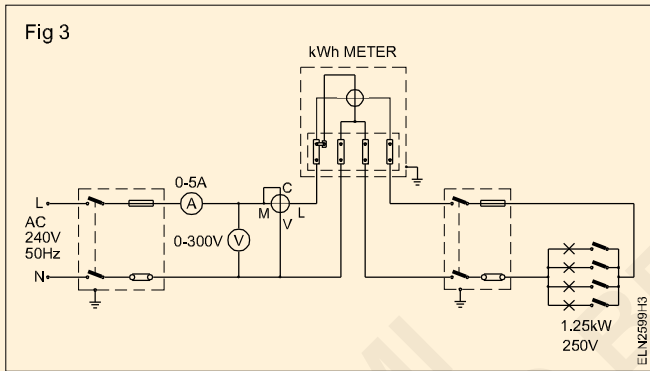 Fig 3
kWh METER
0-5A
L
A
C
M
L
V
AC
240V
50Hz
0-300V
V
N
1.25kW
250V
ELN2599H3